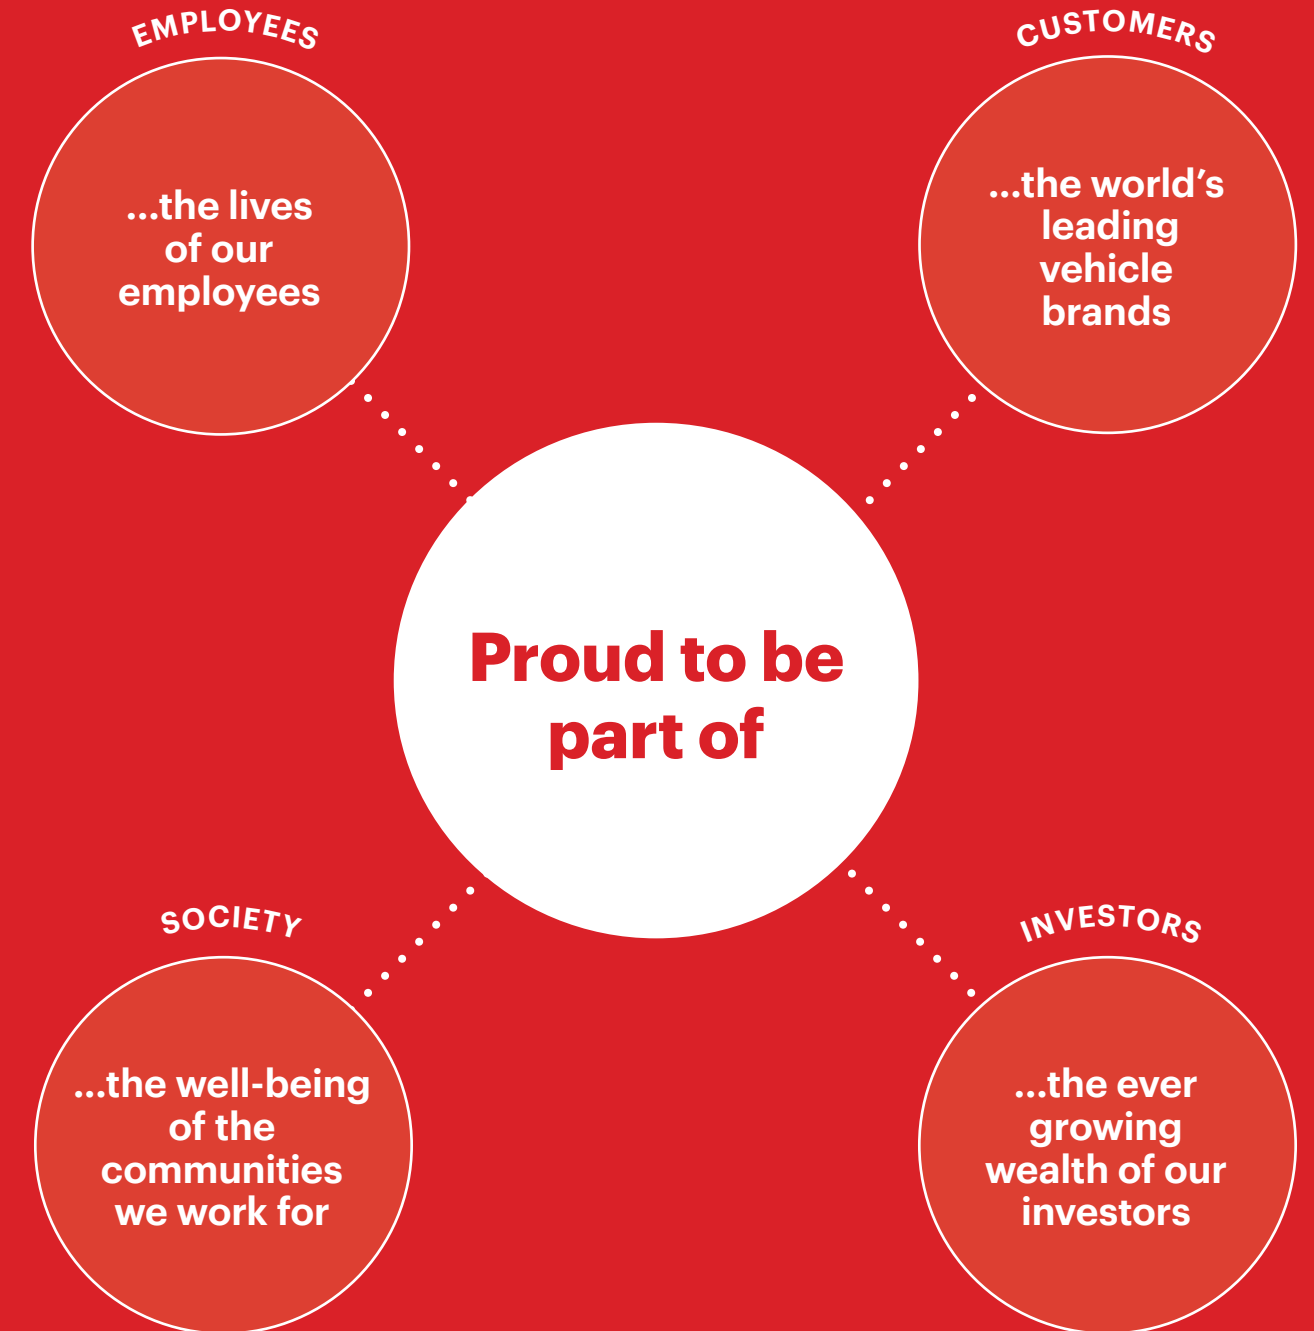 EMPLOYEES
...the lives
of our
employees
CUSTOMERS
...the world's
leading
vehicle
brands
Proud to be
part of
SOCIETY
...the well-being
of the
communities
we work for
INVESTORS
...the ever
growing
wealth of our
investors